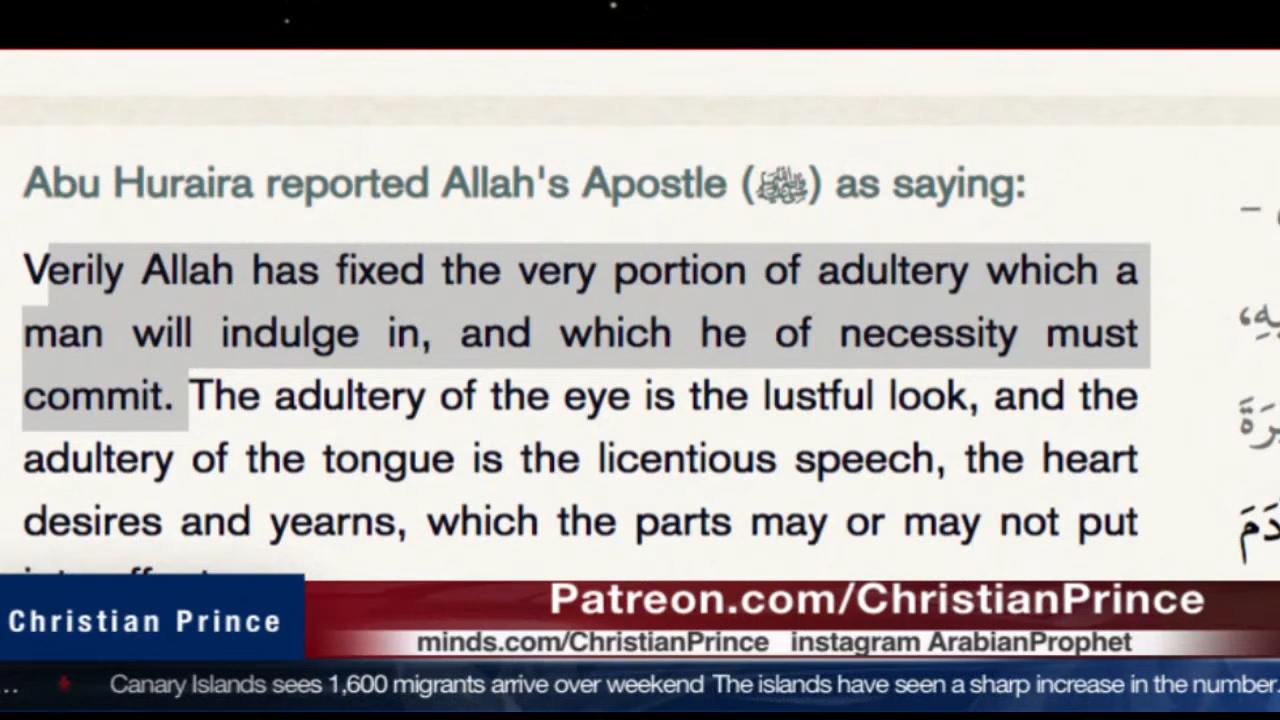 Abu Huraira reported Allah's Apostle (ﷺ) as saying:
Verily Allah has fixed the very portion of adultery which a
man will indulge in, and which he of necessity must
commit. The adultery of the eye is the lustful look, and the
adultery of the tongue is the licentious speech, the heart
desires and yearns, which the parts may or may not put
Christian Prince
Patreon.com/ChristianPrince
minds.com/ChristianPrince instagram ArabianProphet
.. Canary Islands sees 1,600 migrants arrive over weekend The islands have seen a sharp increase in the number.